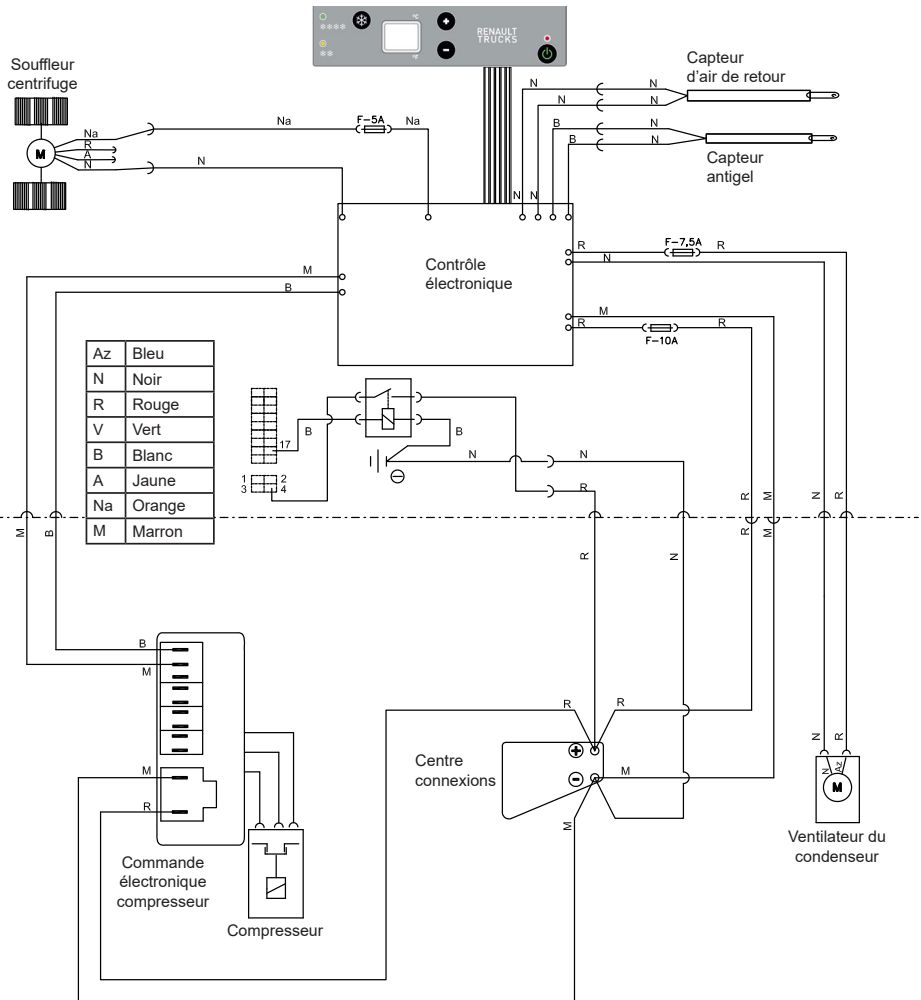 °C
❄❄❄❄
❄❄
°C
RENAULT
TRUCKS
Souffleur
centrifuge
M
Na
R
A
N
Na
F-5A
Na
N
N
N
N
N
B
N
B
N
N
N
Capteur
d'air de retour
Capteur
antigel
Contrôle
électronique
R
F-7,5A
R
N
M
R
F-10A
R
M
B
Az Bleu
N Noir
R Rouge
V Vert
B Blanc
A Jaune
Na Orange
M Marron
17
B
B
1 2
3 4
N
N
R
M
B
R
N
R
M
R
M
N
R
B
M
M
R
R
R
M
M
Centre
connexions
N
R
N
Az
M
Ventilateur du
condenseur
Commande
électronique
compresseur
Compresseur